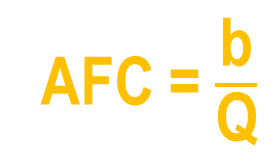 AFC = b/Q